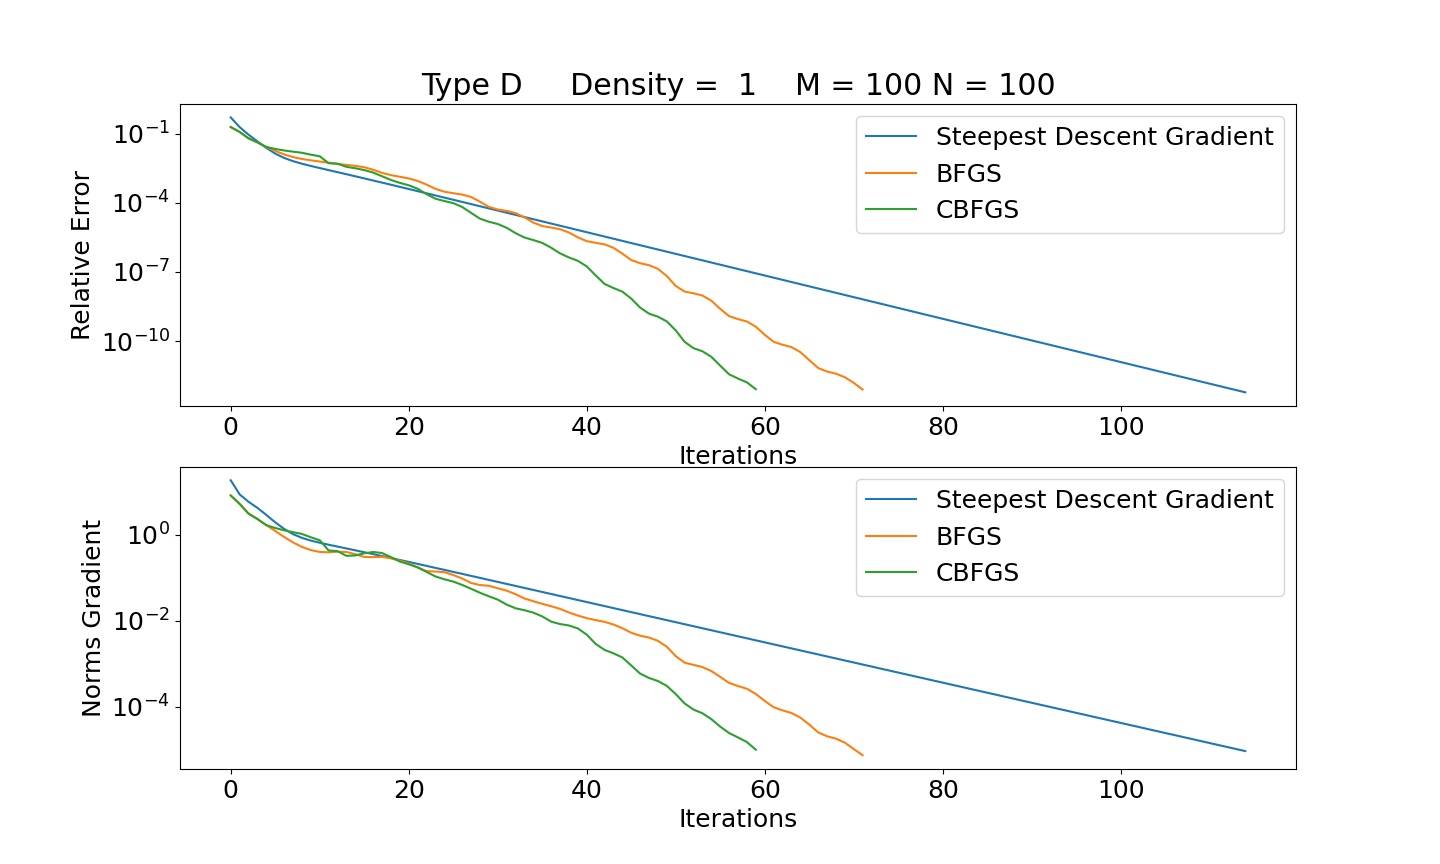 Type D Density = 1 M = 100 N = 100
Relative Error
10^{-1}
10^{-4}
10^{-7}
10^{-10}
Steepest Descent Gradient
BFGS
CBFGS
0 20 40 60 80 100
Iterations
Norms Gradient
10^{0}
10^{-2}
10^{-4}
Steepest Descent Gradient
BFGS
CBFGS
0 20 40 60 80 100
Iterations